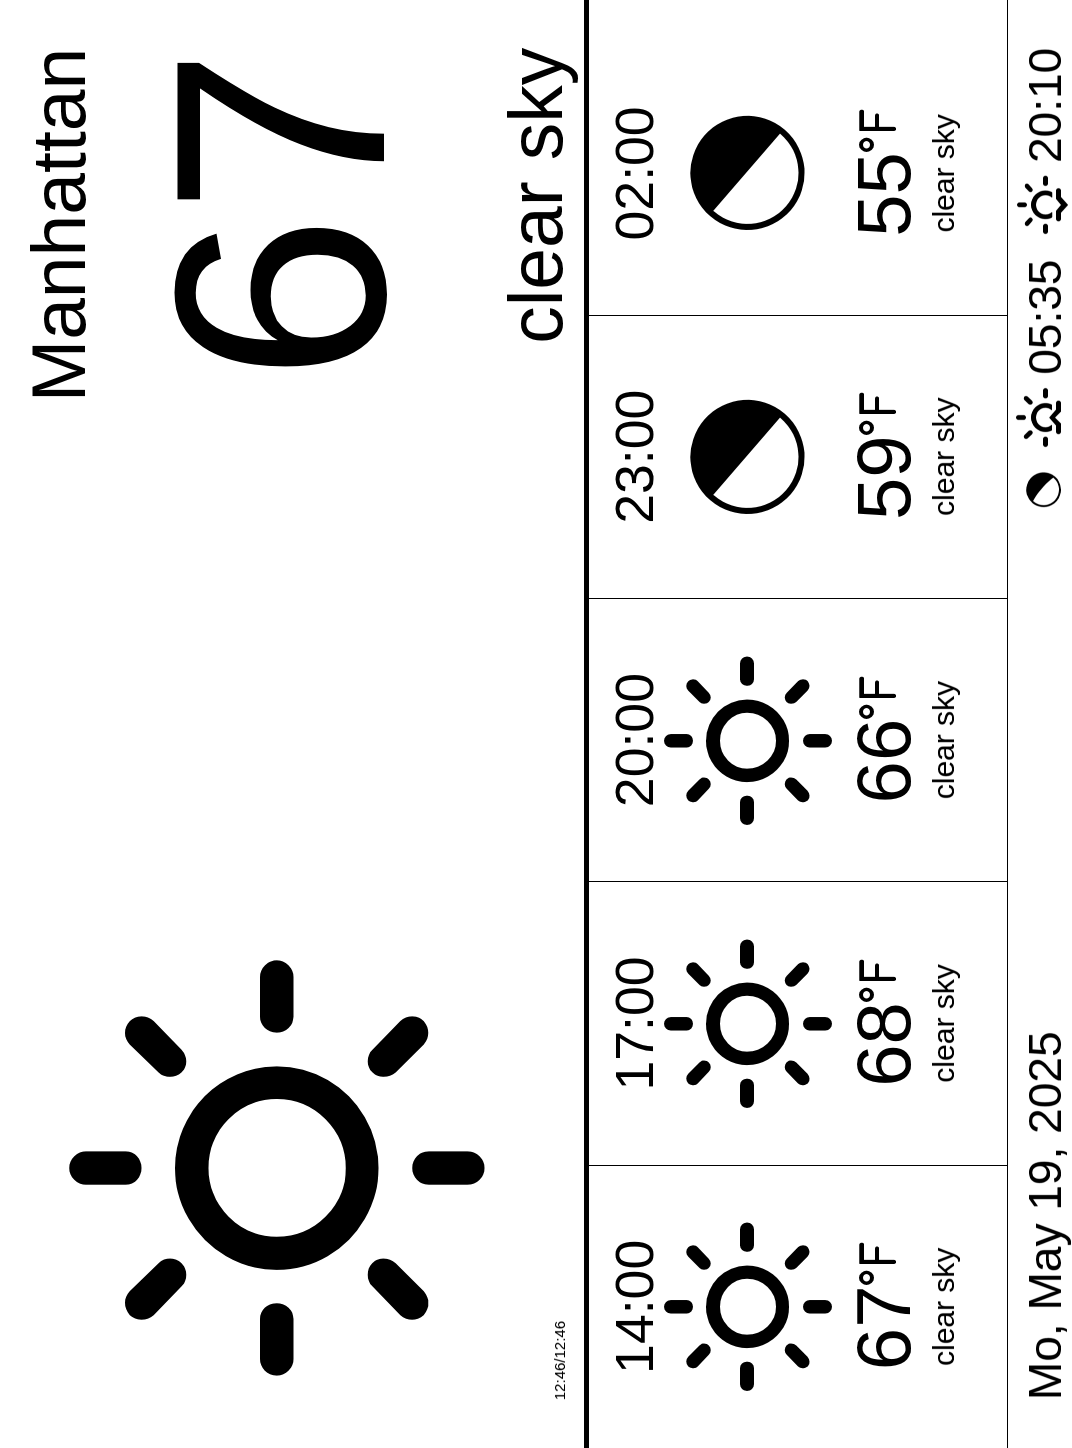 Manhattan
67
clear sky
12:46/12:46
14:00 17:00 20:00 23:00 02:00
67°F 68°F 66°F 59°F 55°F
clear sky clear sky clear sky clear sky clear sky
Mo, May 19, 2025 05:35 20:10